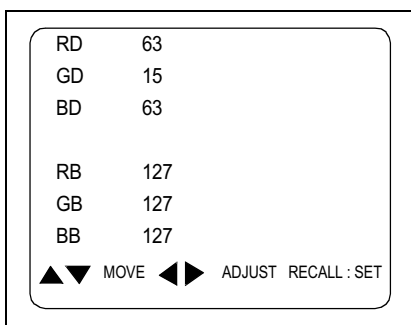 RD 63
GD 15
BD 63
RB 127
GB 127
BB 127
▲▼ MOVE ◀▶ ADJUST RECALL : SET